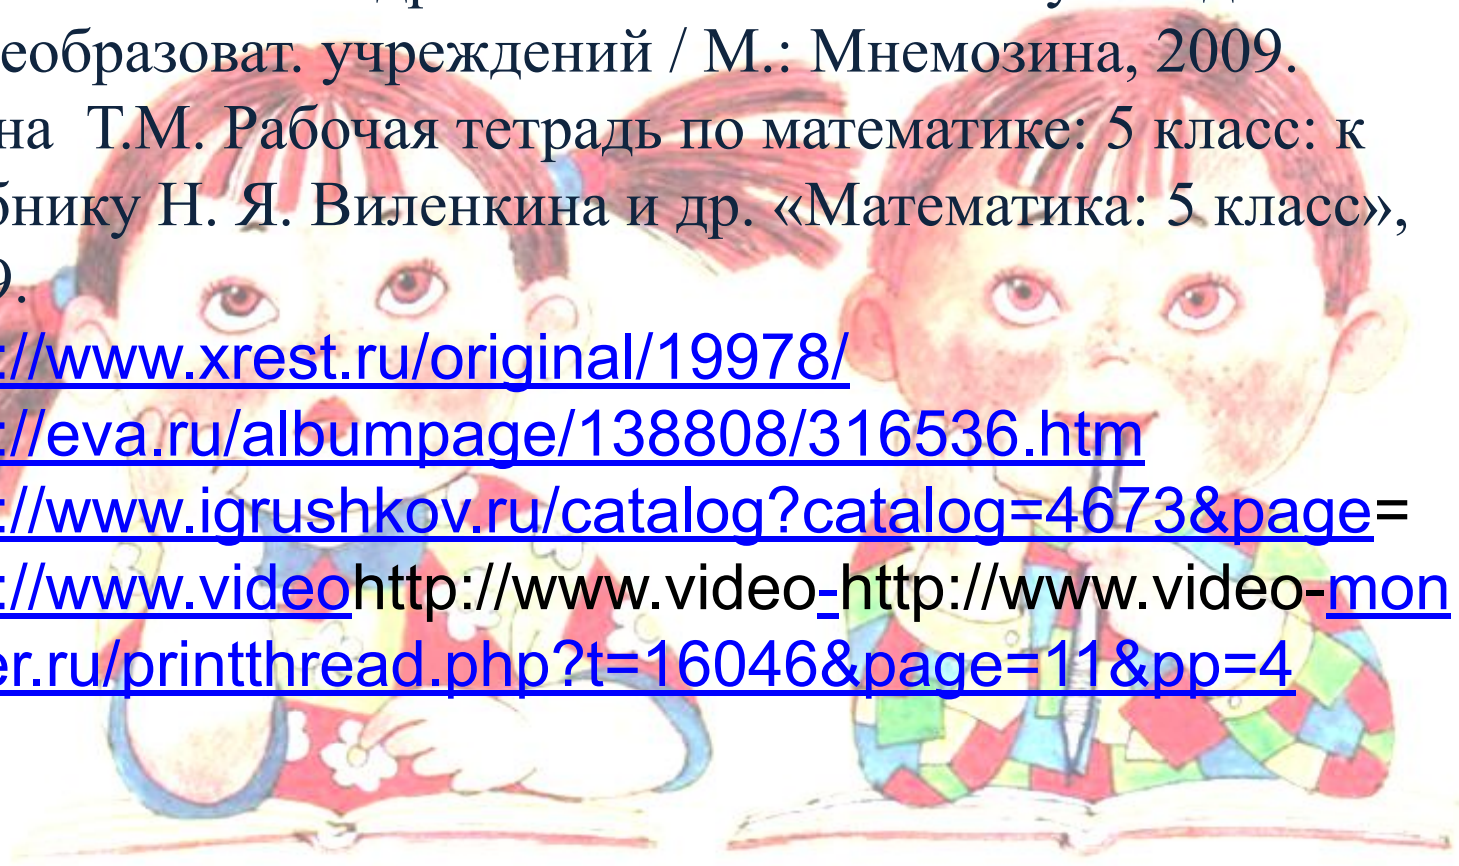 еобразоват. учреждений / М.: Мнемозина, 2009.
на Т.М. Рабочая тетрадь по математике: 5 класс: к
бнику Н. Я. Виленкина и др. «Математика: 5 класс»,
9.
://www.xrest.ru/original/19978/
://eva.ru/albumpage/138808/316536.htm
://www.igrushkov.ru/catalog?catalog=4673&page=
://www.videohttp://www.video-http://www.video-mon
er.ru/printthread.php?t=16046&page=11&pp=4